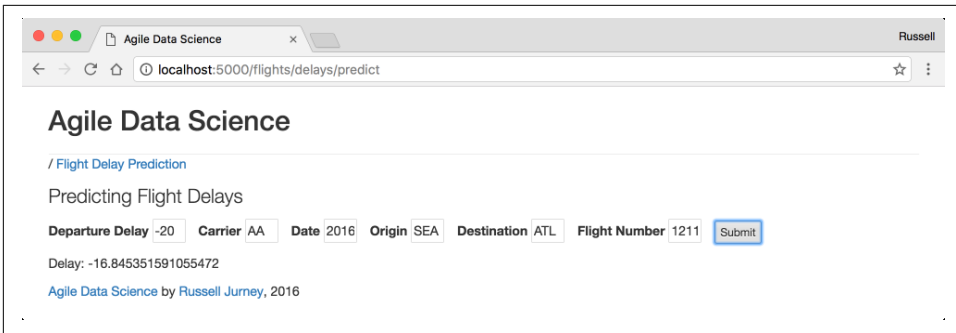 Agile Data Science
Russell
localhost:5000/flights/delays/predict
Agile Data Science
/ Flight Delay Prediction
Predicting Flight Delays
Departure Delay -20 Carrier AA Date 2016 Origin SEA Destination ATL Flight Number 1211 Submit
Delay: -16.845351591055472
Agile Data Science by Russell Jurney, 2016